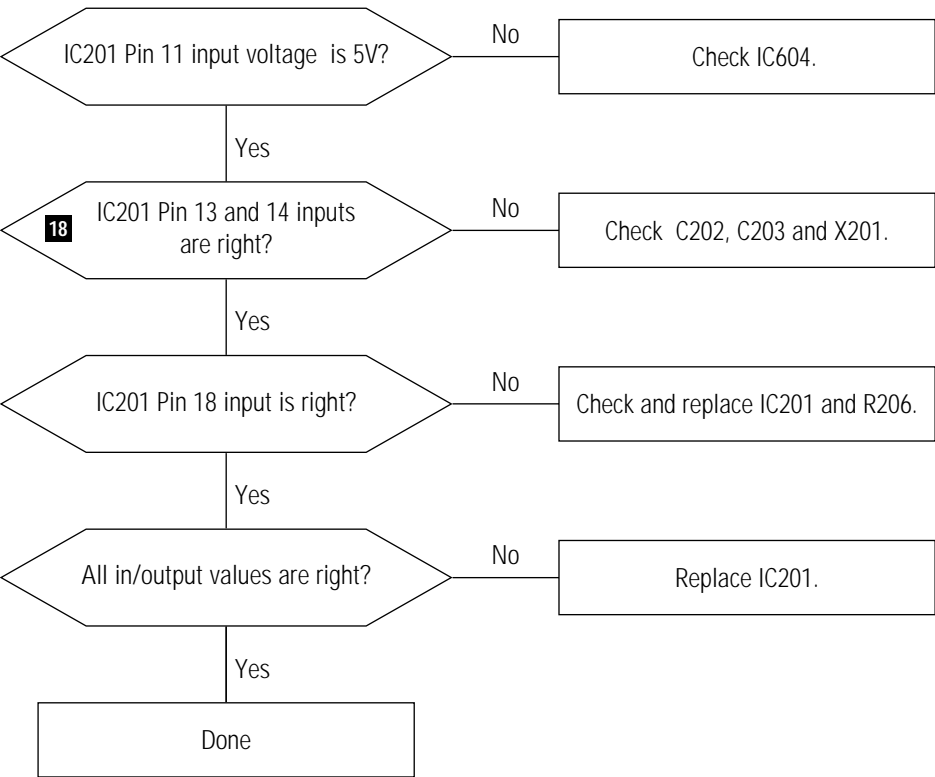 IC201 Pin 11 input voltage is 5V?
No
Check IC604.
Yes
18
IC201 Pin 13 and 14 inputs
are right?
No
Check C202, C203 and X201.
Yes
IC201 Pin 18 input is right?
No
Check and replace IC201 and R206.
Yes
All in/output values are right?
No
Replace IC201.
Yes
Done